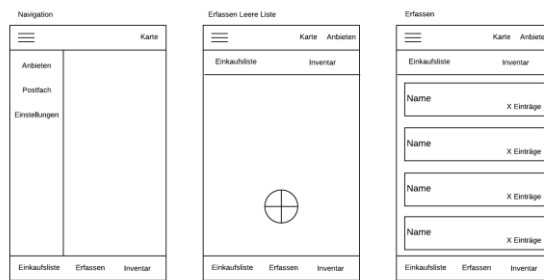 Navigation
Karte
Anbieten
Postfach
Einstellungen
Einkaufsliste Erfassen Inventar
Erfassen Leere Liste
Karte Anbieten
Einkaufsliste Inventar
Einkaufsliste Erfassen Inventar
Erfassen
Karte Anbiete
Einkaufsliste Inventar
Name
X Einträge
Name
X Einträge
Name
X Einträge
Name
X Einträge
Einkaufsliste Erfassen Inventar